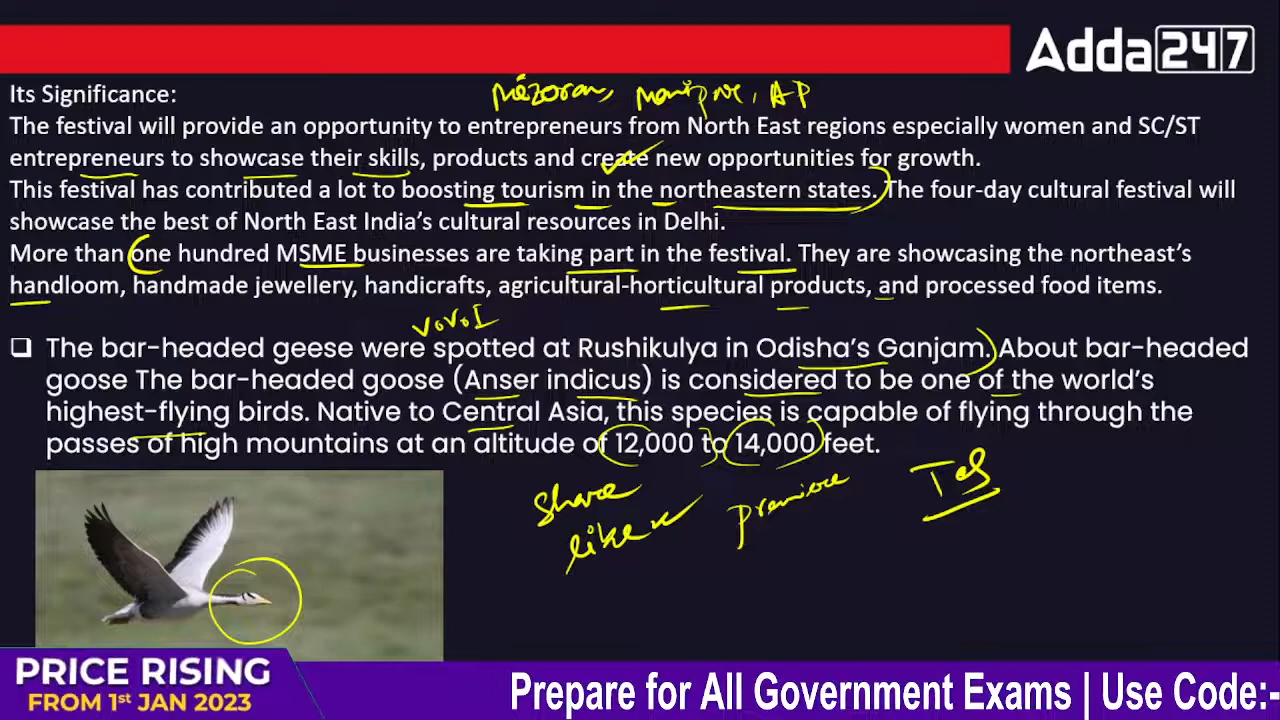 Adda247
Mizoram, Manipur, AP
Its Significance:
The festival will provide an opportunity to entrepreneurs from North East regions especially women and SC/ST
entrepreneurs to showcase their skills, products and create new opportunities for growth.
This festival has contributed a lot to boosting tourism in the northeastern states. The four-day cultural festival will
showcase the best of North East India's cultural resources in Delhi.
More than one hundred MSME businesses are taking part in the festival. They are showcasing the northeast's
handloom, handmade jewellery, handicrafts, agricultural-horticultural products, and processed food items.
V.V.I
❑ The bar-headed geese were spotted at Rushikulya in Odisha's Ganjam. About bar-headed
goose The bar-headed goose (Anser indicus) is considered to be one of the world's
highest-flying birds. Native to Central Asia, this species is capable of flying through the
passes of high mountains at an altitude of 12,000 to 14,000 feet.
Share
like
premiere
PRICE RISING
FROM 1st JAN 2023
Prepare for All Government Exams | Use Code:-